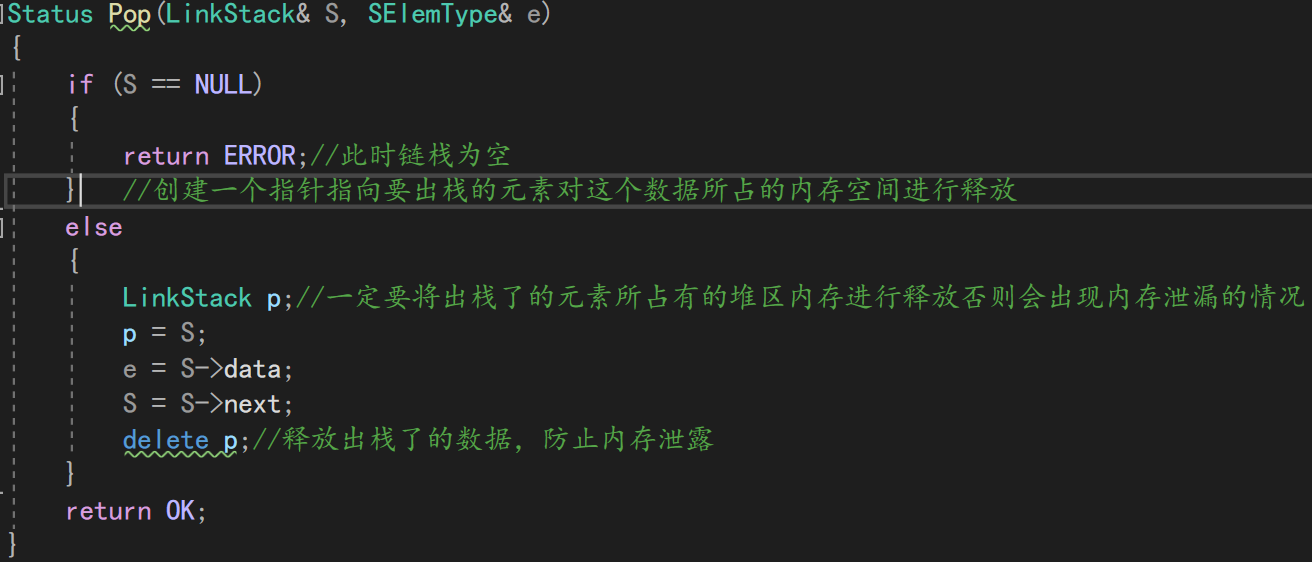 Status Pop(LinkStack& S, SElemType& e)
{
if (S == NULL)
{
return ERROR;//此时链栈为空
} //创建一个指针指向要出栈的元素对这个数据所占的内存空间进行释放
else
{
LinkStack p;//一定要将出栈了的元素所占有的堆区内存进行释放否则会出现内存泄漏的情况
p = S;
e = S->data;
S = S->next;
delete p;//释放出栈了的数据，防止内存泄露
}
return OK;
}